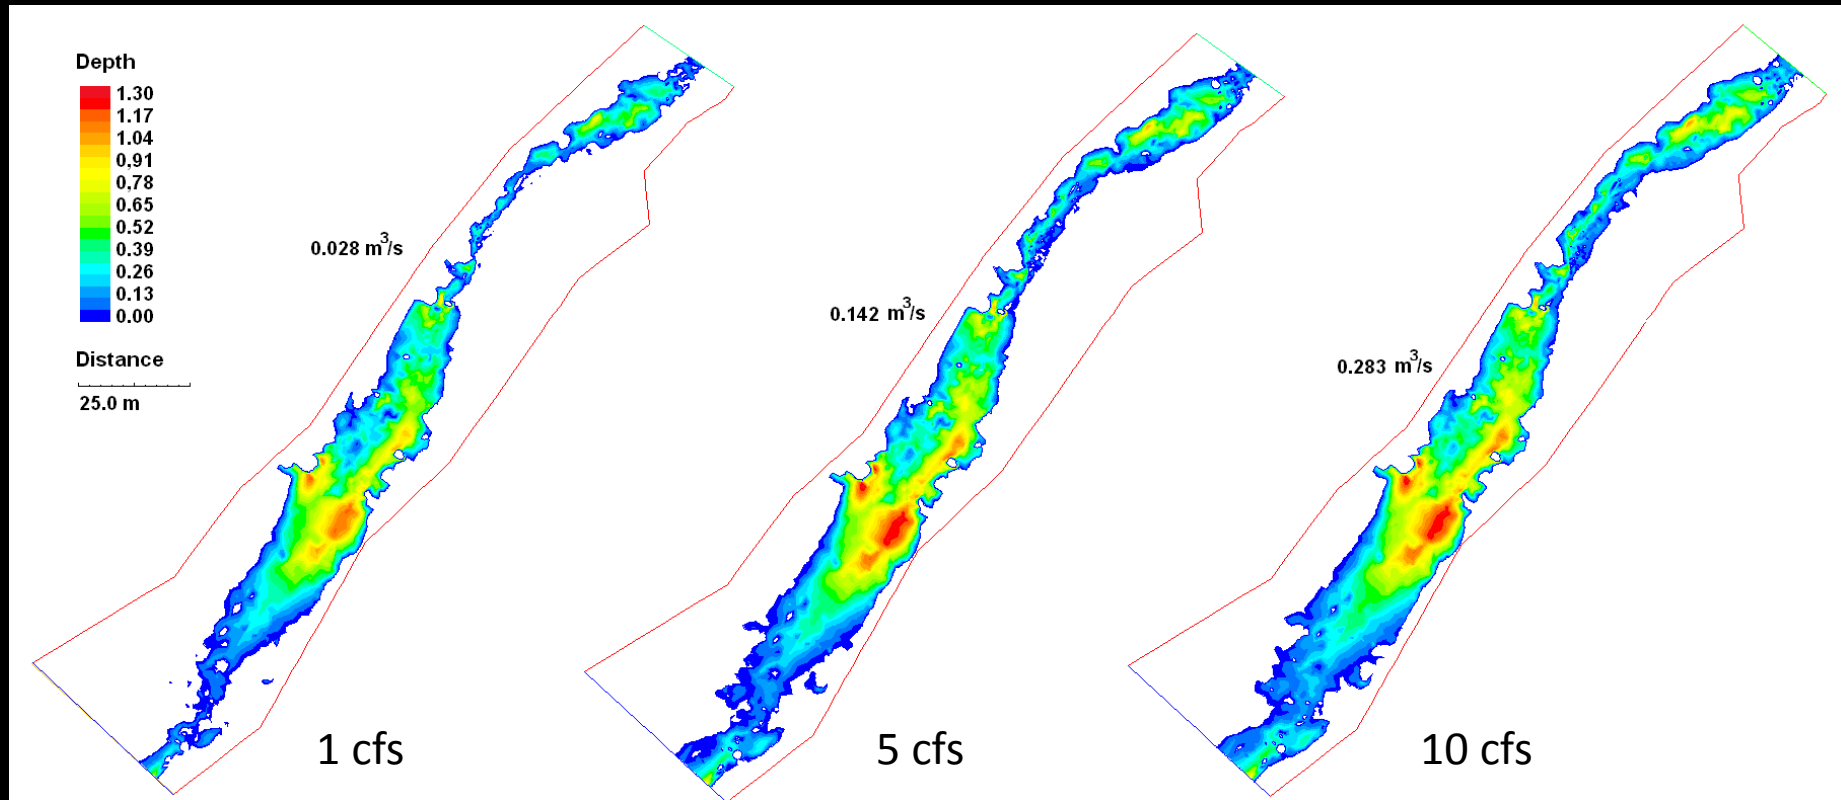 Depth
1.30
1.17
1.04
0.91
0.78
0.65
0.52
0.39
0.26
0.13
0.00
Distance
25.0 m
0.028 m³/s
0.142 m³/s
0.283 m³/s
1 cfs
5 cfs
10 cfs